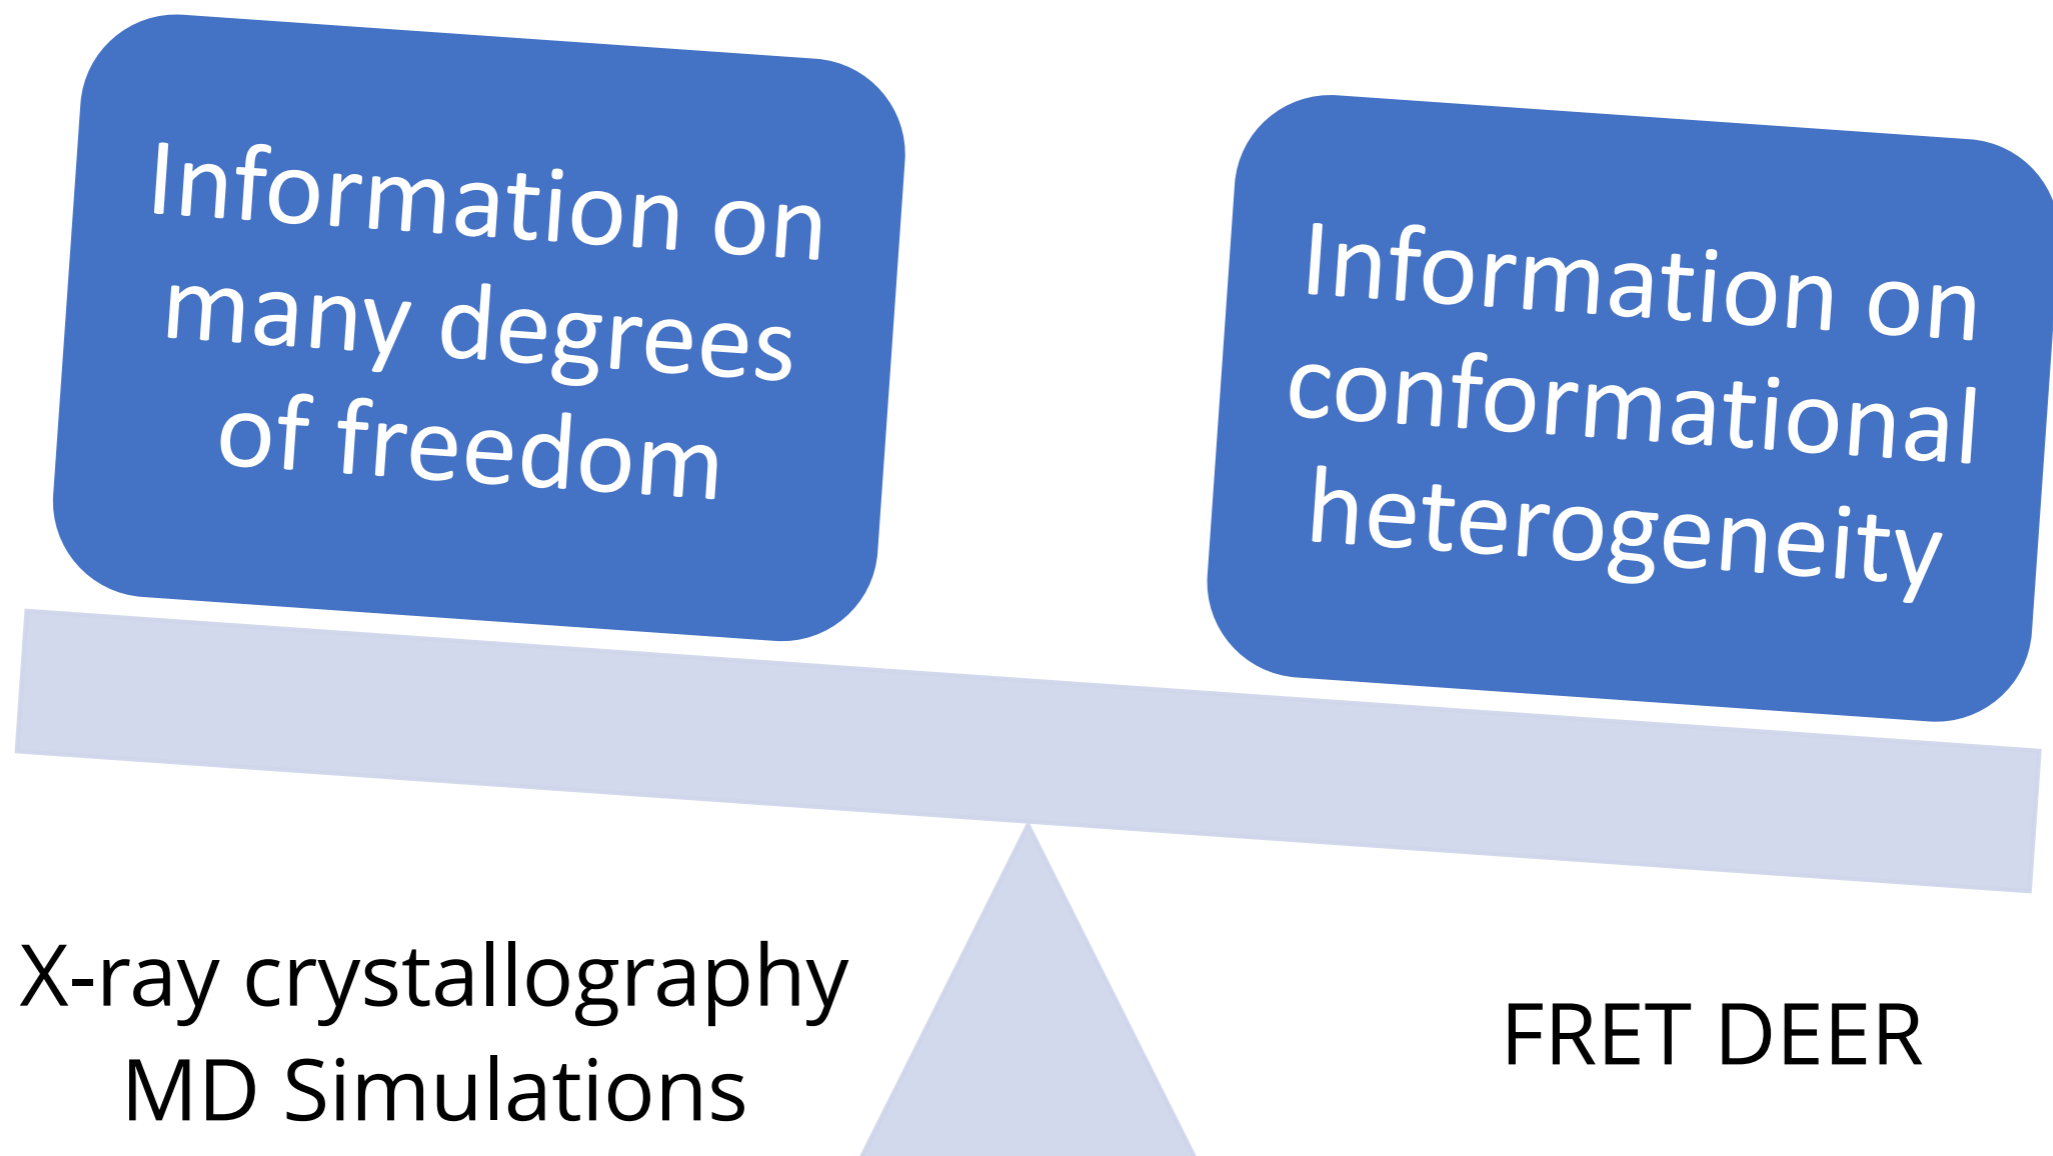 Information on
many degrees
of freedom
Information on
conformational
heterogeneity
X-ray crystallography
MD Simulations
FRET DEER